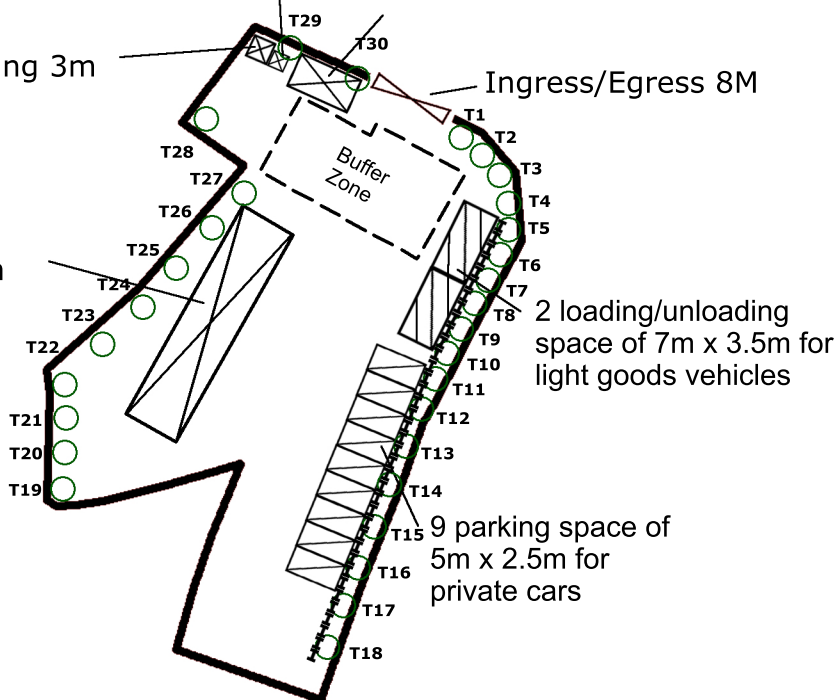 T29
T30
ng 3m
Ingress/Egress 8M
T1
T2
T3
T4
T5
T6
T7
T8
T9
T10
T11
T12
T13
T14
T15
T16
T17
T18
Buffer
Zone
T28
T27
T26
T25
T24
T23
T22
T21
T20
T19
2 loading/unloading
space of 7m x 3.5m for
light goods vehicles
9 parking space of
5m x 2.5m for
private cars